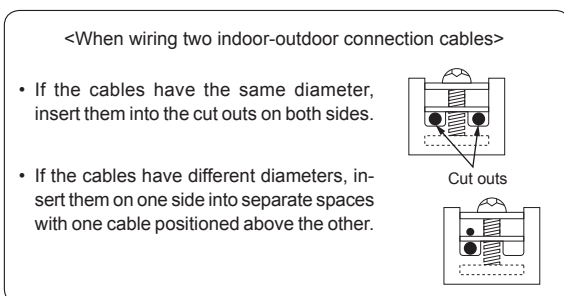 <When wiring two indoor-outdoor connection cables>
• If the cables have the same diameter,
insert them into the cut outs on both sides.
Cut outs
• If the cables have different diameters, in-
sert them on one side into separate spaces
with one cable positioned above the other.